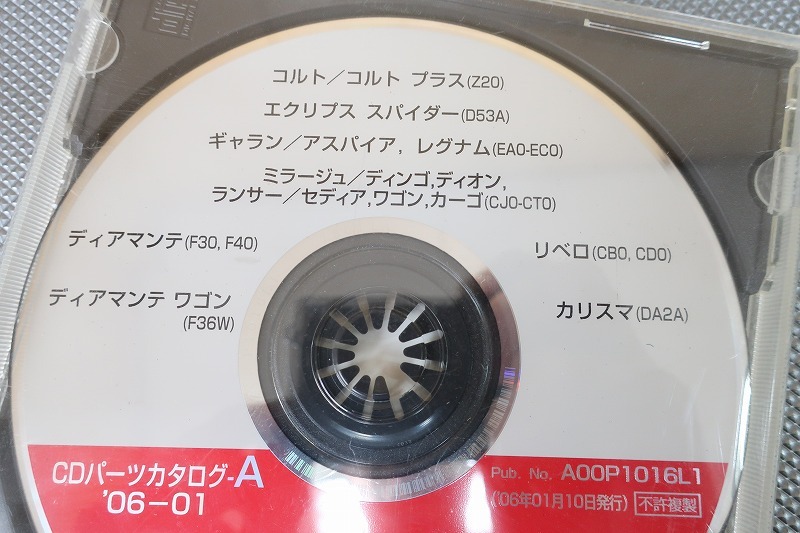 コルト／コルト プラス(Z20)
エクリプス スパイダー(D53A)
ギャラン／アスパイア, レグナム(EA0-EC0)
ミラージュ／ディンゴ,ディオン,
ランサー／セディア,ワゴン,カーゴ(CJ0-CT0)
ディアマンテ(F30, F40)
リベロ(CB0, CD0)
ディアマンテ ワゴン
(F36W)
カリスマ(DA2A)
CDパーツカタログ-A
'06－01
Pub. No. A00P1016L1
('06年01月10日発行) 不許複製